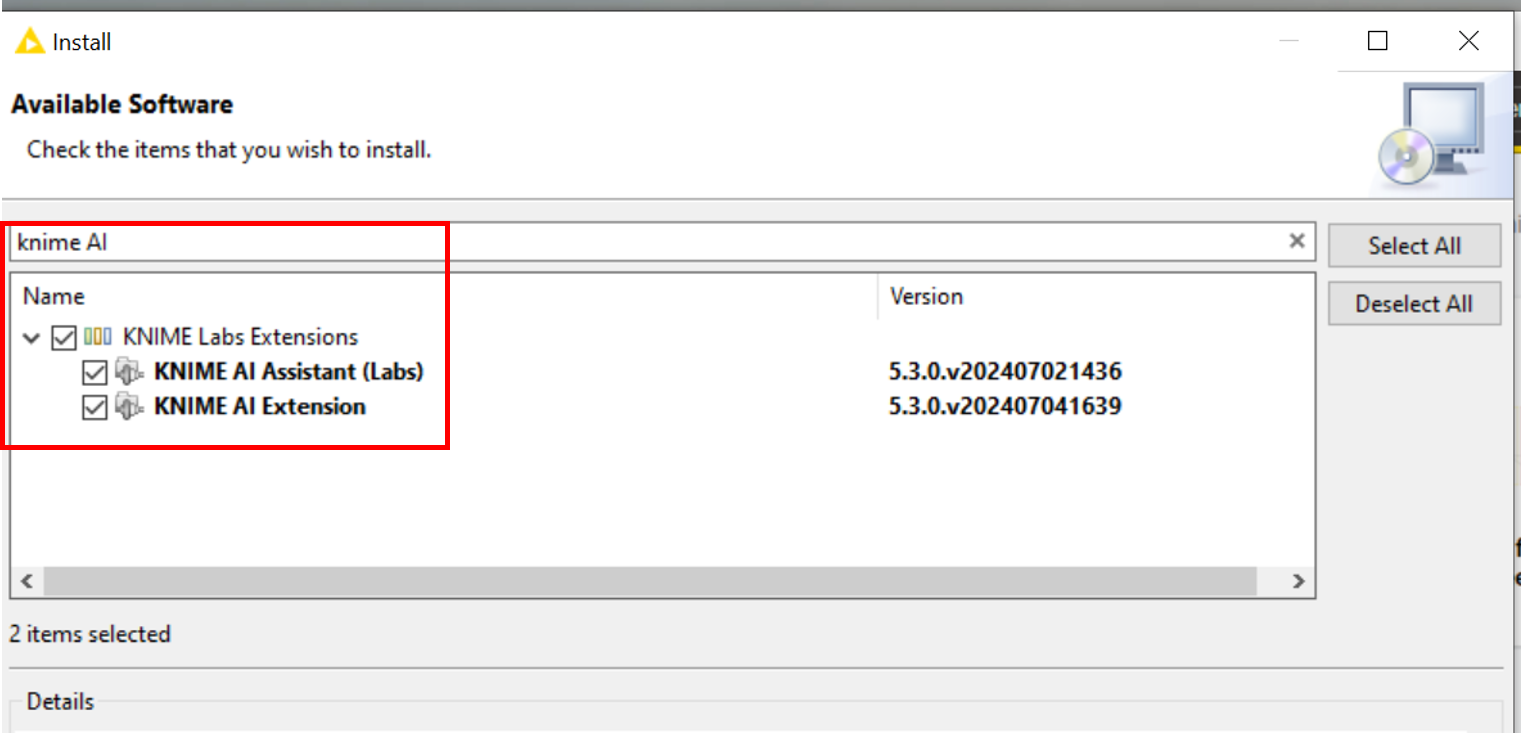 Install
Available Software
Check the items that you wish to install.
knime AI
Select All
Name Version
Deselect All
KNIME Labs Extensions
KNIME AI Assistant (Labs) 5.3.0.v202407021436
KNIME AI Extension 5.3.0.v202407041639
2 items selected
Details